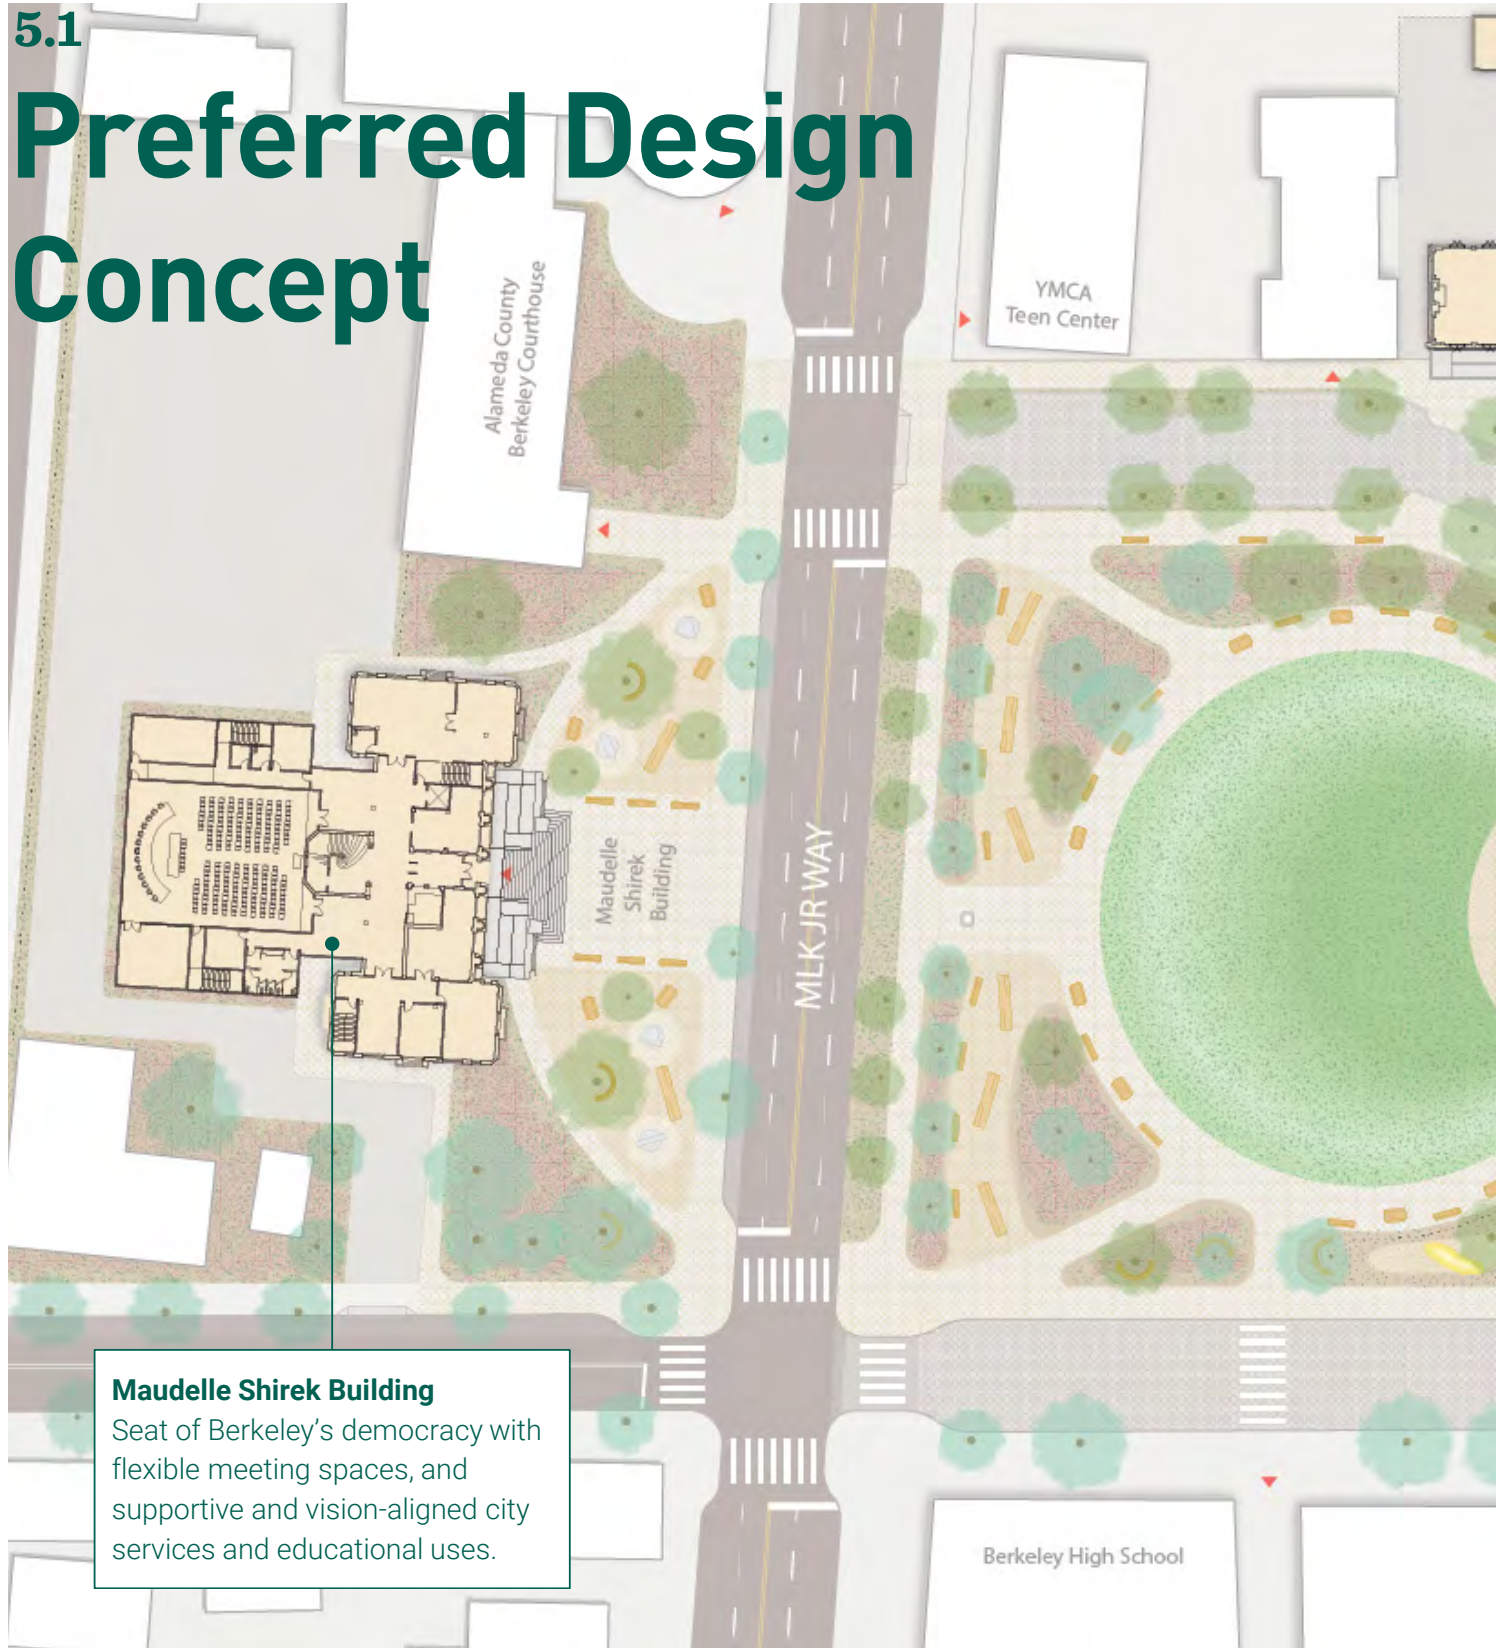 5.1
Preferred Design
Concept
Alameda County
Berkeley Courthouse
YMCA
Teen Center
Maudelle
Shirek
Building
MLK JR WAY
Maudelle Shirek Building
Seat of Berkeley’s democracy with
flexible meeting spaces, and
supportive and vision-aligned city
services and educational uses.
Berkeley High School